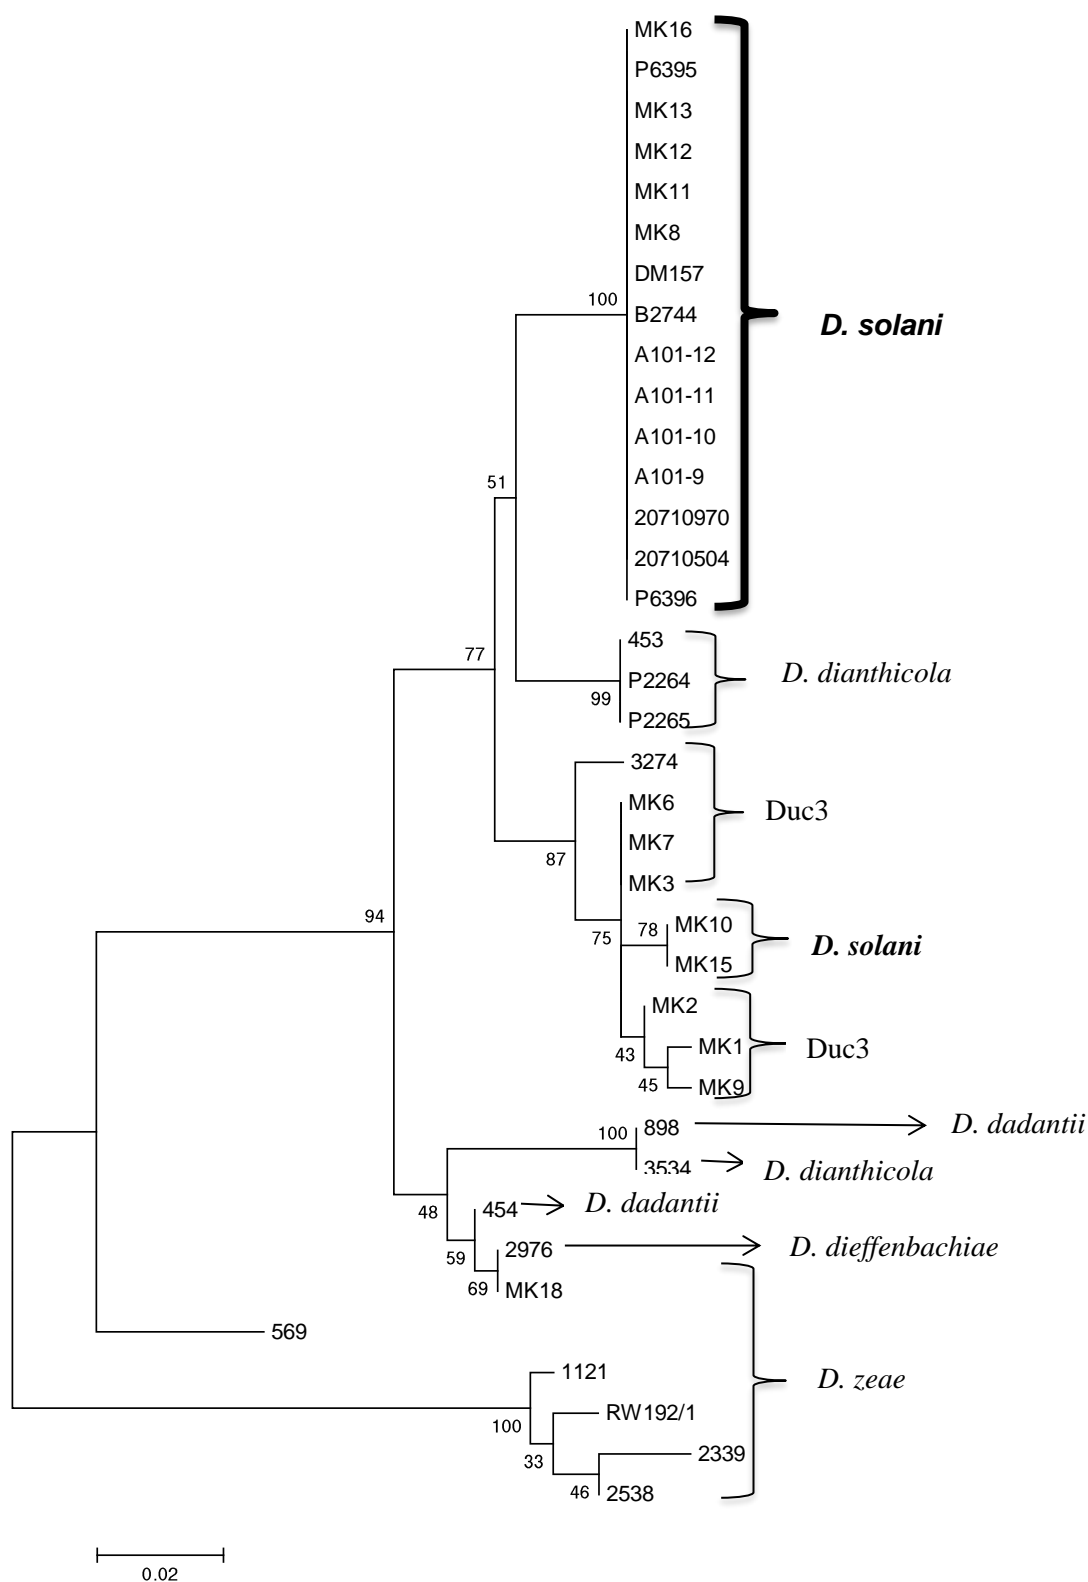 MK16
P6395
MK13
MK12
MK11
MK8
DM157
100 B2744
D. solani
A101-12
A101-11
A101-10
A101-9
51
20710970
20710504
P6396
453
77
P2264
D. dianthicola
99
P2265
3274
MK6
Duc3
MK7
87
MK3
94
78 MK10
75
D. solani
MK15
MK2
MK1
43
Duc3
45 MK9
898
D. dadantii
100
3534
D. dianthicola
454
D. dadantii
48
2976
D. dieffenbachiae
59
69 MK18
569
1121
D. zeae
RW192/1
100
2339
33
46 2538
0.02